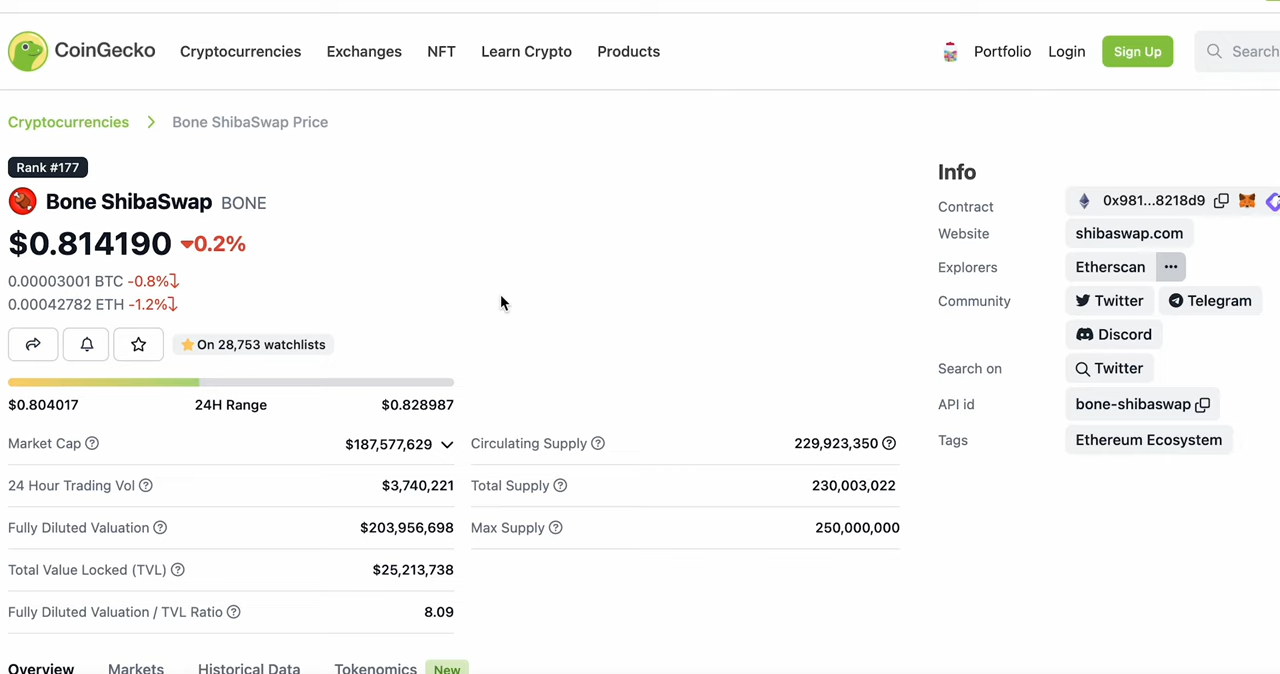 CoinGecko Cryptocurrencies Exchanges NFT Learn Crypto Products Portfolio Login Sign Up Search
Cryptocurrencies > Bone ShibaSwap Price
Rank #177
Bone ShibaSwap BONE
$0.814190 0.2%
0.00003001 BTC -0.8%
0.00042782 ETH -1.2%
On 28,753 watchlists
$0.804017 24H Range $0.828987
Market Cap $187,577,629
24 Hour Trading Vol $3,740,221
Fully Diluted Valuation $203,956,698
Total Value Locked (TVL) $25,213,738
Fully Diluted Valuation / TVL Ratio 8.09
Circulating Supply 229,923,350
Total Supply 230,003,022
Max Supply 250,000,000
Info
Contract 0x981...8218d9
Website shibaswap.com
Explorers Etherscan ...
Community Twitter Telegram
Discord
Search on Twitter
API id bone-shibaswap
Tags Ethereum Ecosystem
Overview Markets Historical Data Tokenomics New